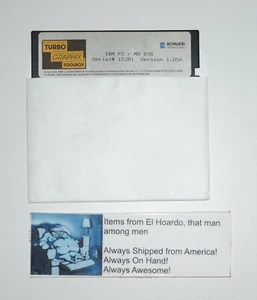 TURBO
GRAPHIX
TOOLBOX
IBM PC / MS DOS
Serial# 15281 Version 1.05A
BORLAND
INTERNATIONAL
Items from El Hoardo, that man
among men
Always Shipped from America!
Always On Hand!
Always Awesome!